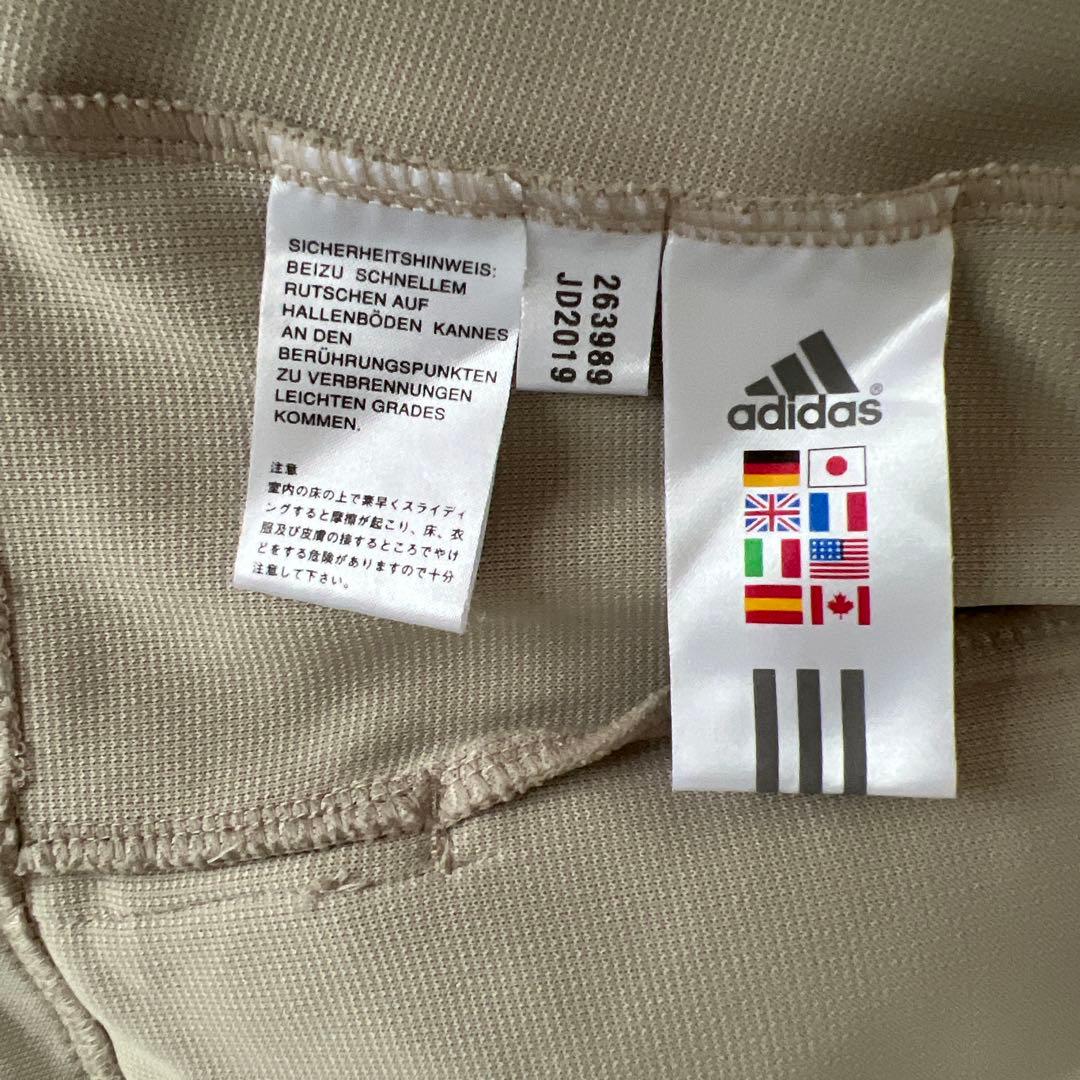 SICHERHEITSHINWEIS:
BEIZU SCHNELLEM
RUTSCHEN AUF
HALLENBÖDEN KANNES
AN DEN
BERÜHRUNGSPUNKTEN
ZU VERBRENNUNGEN
LEICHTEN GRADES
KOMMEN.
注意
室内の床の上で素早くスライディ
ングすると摩擦が起こり、床、衣
服及び皮膚の接するところでやけ
どをする危険がありますので十分
注意して下さい。
263989
JD2019
adidas®